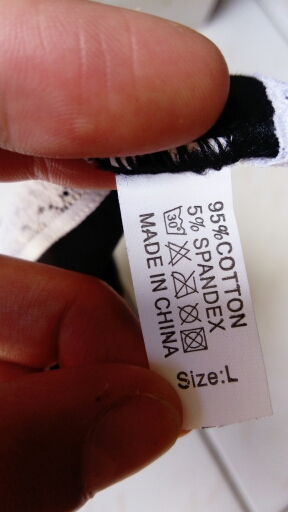 95%COTTON
5% SPANDEX
30°
MADE IN CHINA
Size:L